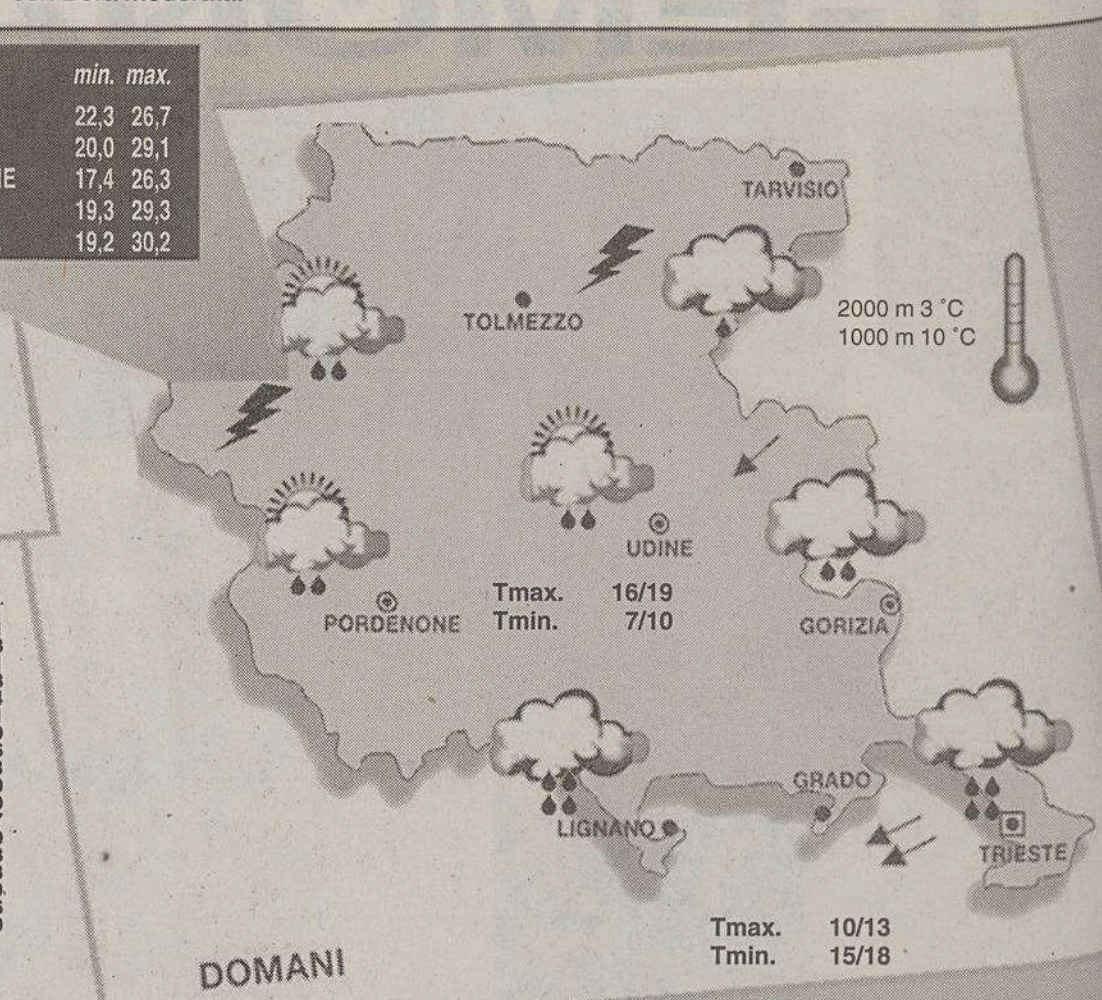 min. max.
22,3 26,7
20,0 29,1
17,4 26,3
19,3 29,3
19,2 30,2
TARVISIO
2000 m 3 °C
1000 m 10 °C
TOLMEZZO
UDINE
Tmax. 16/19
Tmin. 7/10
PORDENONE
GORIZIA
GRADO
LIGNANO
TRIESTE
Tmax. 10/13
Tmin. 15/18
DOMANI